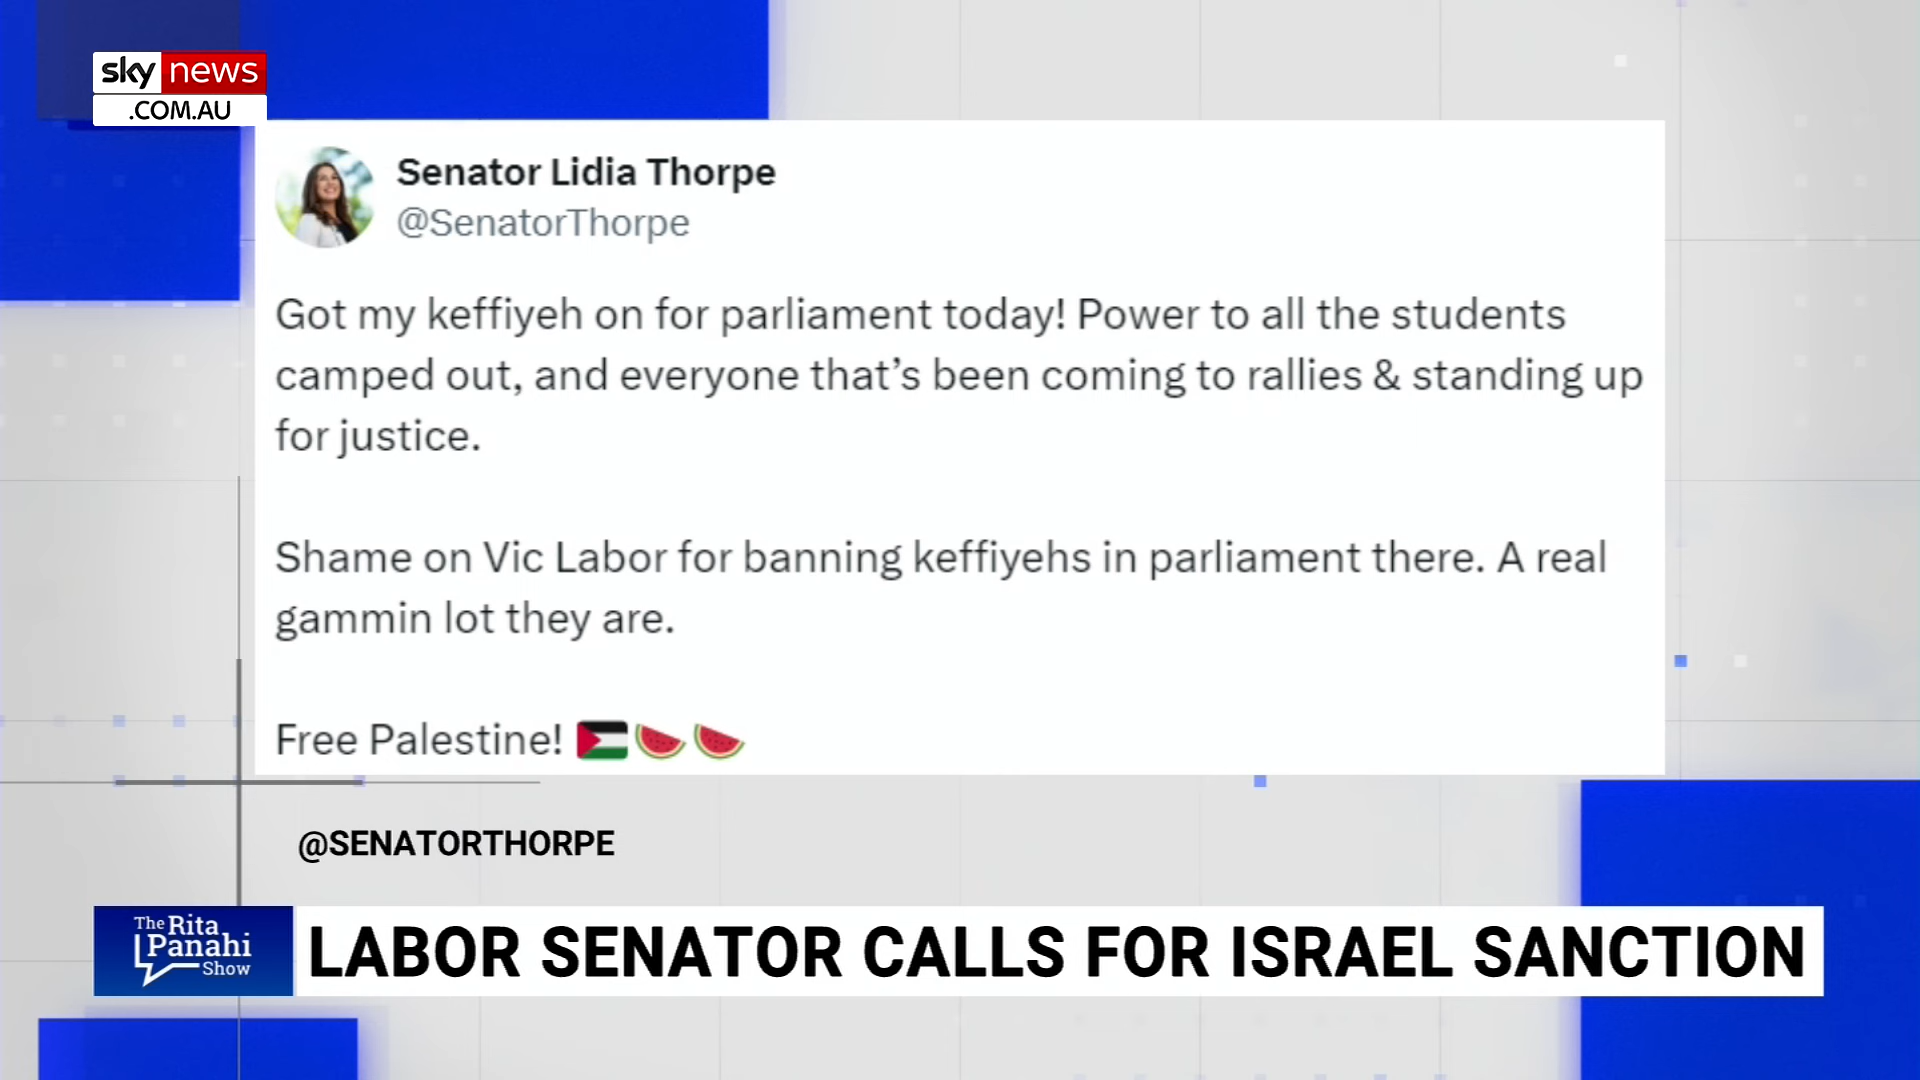 sky news
.COM.AU
Senator Lidia Thorpe
@SenatorThorpe
Got my keffiyeh on for parliament today! Power to all the students
camped out, and everyone that’s been coming to rallies & standing up
for justice.
Shame on Vic Labor for banning keffiyehs in parliament there. A real
gammin lot they are.
Free Palestine! 🇵🇸🍉🍉
@SENATORTHORPE
The Rita
Panahi
Show
LABOR SENATOR CALLS FOR ISRAEL SANCTION